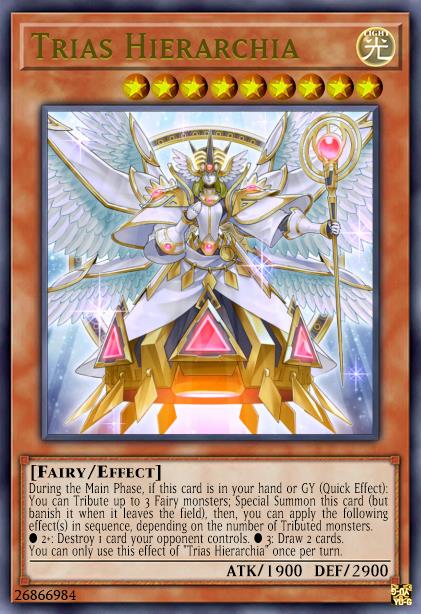 TRIAS HIERARCHIA
LIGHT
光
[FAIRY/EFFECT]
During the Main Phase, if this card is in your hand or GY (Quick Effect):
You can Tribute up to 3 Fairy monsters; Special Summon this card (but
banish it when it leaves the field), then, you can apply the following
effect(s) in sequence, depending on the number of Tributed monsters.
● 2+: Destroy 1 card your opponent controls. ● 3: Draw 2 cards.
You can only use this effect of "Trias Hierarchia" once per turn.
ATK/1900 DEF/2900
26866984